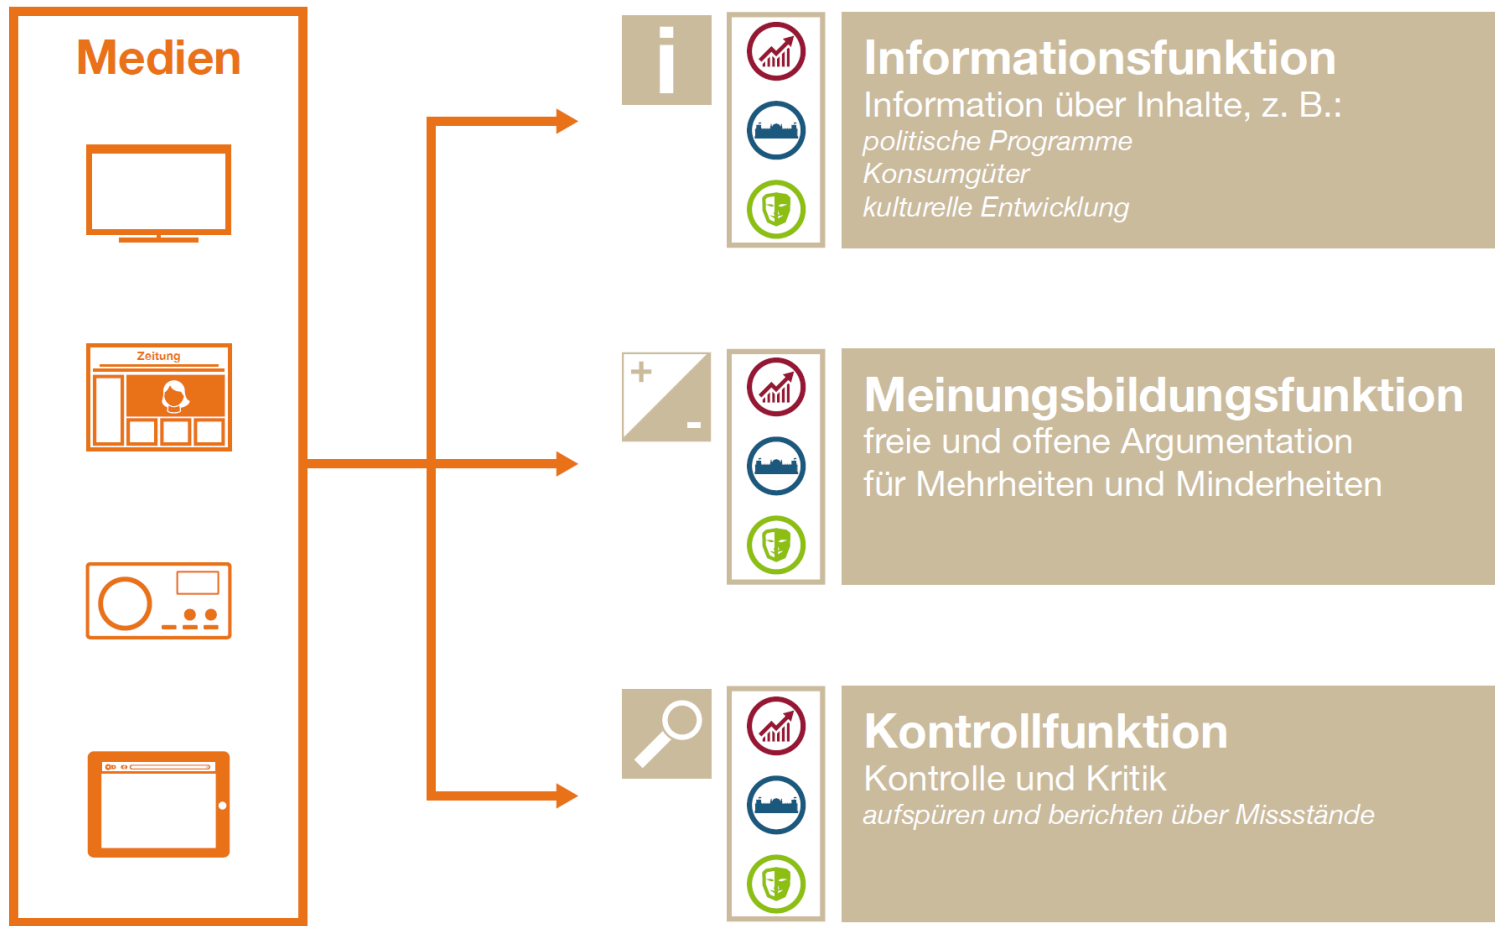 Medien
Zeitung
i
Informationsfunktion
Information über Inhalte, z. B.:
politische Programme
Konsumgüter
kulturelle Entwicklung
+
-
Meinungsbildungsfunktion
freie und offene Argumentation
für Mehrheiten und Minderheiten
Kontrollfunktion
Kontrolle und Kritik
aufspüren und berichten über Missstände